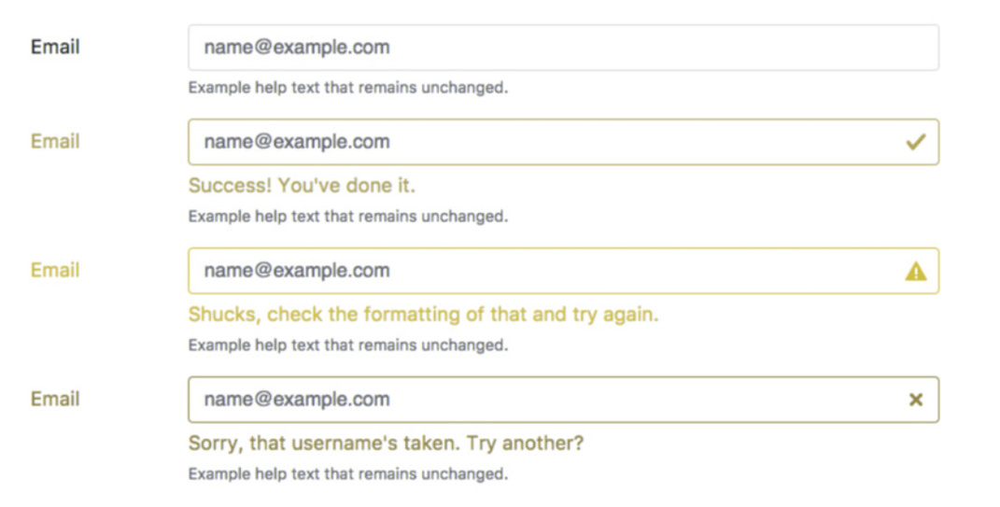 Email name@example.com
Example help text that remains unchanged.
Email name@example.com
Success! You've done it.
Example help text that remains unchanged.
Email name@example.com
Shucks, check the formatting of that and try again.
Example help text that remains unchanged.
Email name@example.com
Sorry, that username's taken. Try another?
Example help text that remains unchanged.